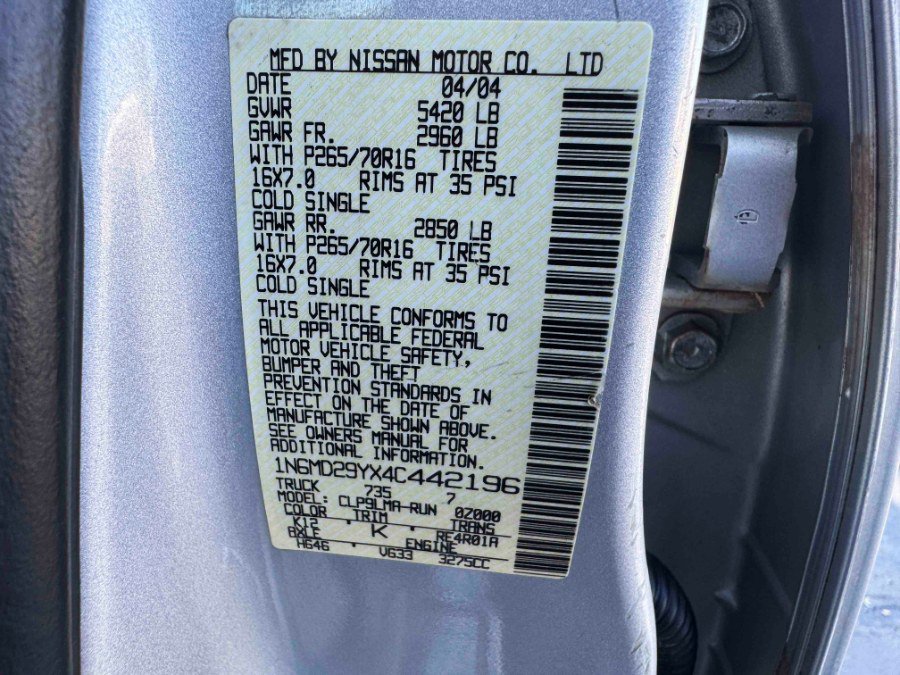 MFD BY NISSAN MOTOR CO. LTD
DATE 04/04
GVWR 5420 LB
GAWR FR. 2960 LB
WITH P265/70R16 TIRES
16X7.0 RIMS AT 35 PSI
COLD SINGLE
GAWR RR. 2850 LB
WITH P265/70R16 TIRES
16X7.0 RIMS AT 35 PSI
COLD SINGLE
THIS VEHICLE CONFORMS TO
ALL APPLICABLE FEDERAL
MOTOR VEHICLE SAFETY,
BUMPER AND THEFT
PREVENTION STANDARDS IN
EFFECT ON THE DATE OF
MANUFACTURE SHOWN ABOVE.
SEE OWNERS MANUAL FOR
ADDITIONAL INFORMATION.
1N6MD29YX4C442196
TRUCK 735 7
MODEL: CLP9LMA-RUN 0Z000
COLOR TRIM TRANS
K12 K RE4R01A
AXLE ENGINE
H646 VG33 3275CC